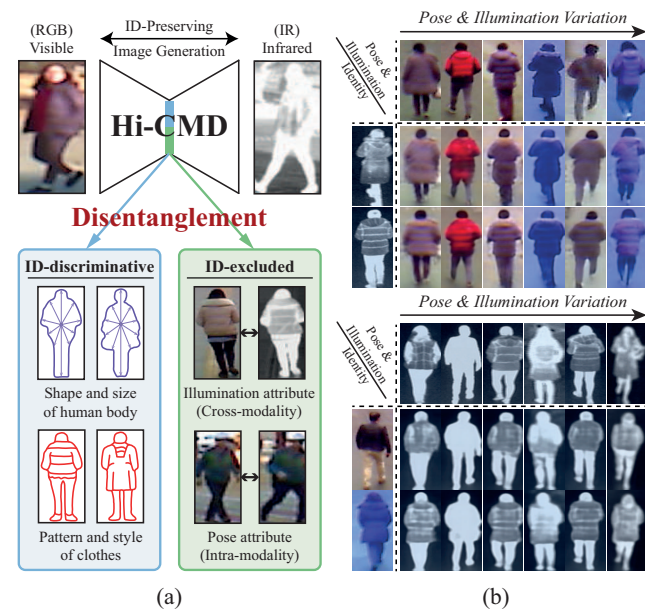 (RGB)
Visible
ID-Preserving
Image Generation
(IR)
Infrared
Hi-CMD
Disentanglement
ID-discriminative
Shape and size
of human body
Pattern and style
of clothes
ID-excluded
Illumination attribute
(Cross-modality)
Pose attribute
(Intra-modality)
(a)
Pose & Illumination Variation
Pose &
Illumination
Identity
Pose & Illumination Variation
Pose &
Illumination
Identity
(b)